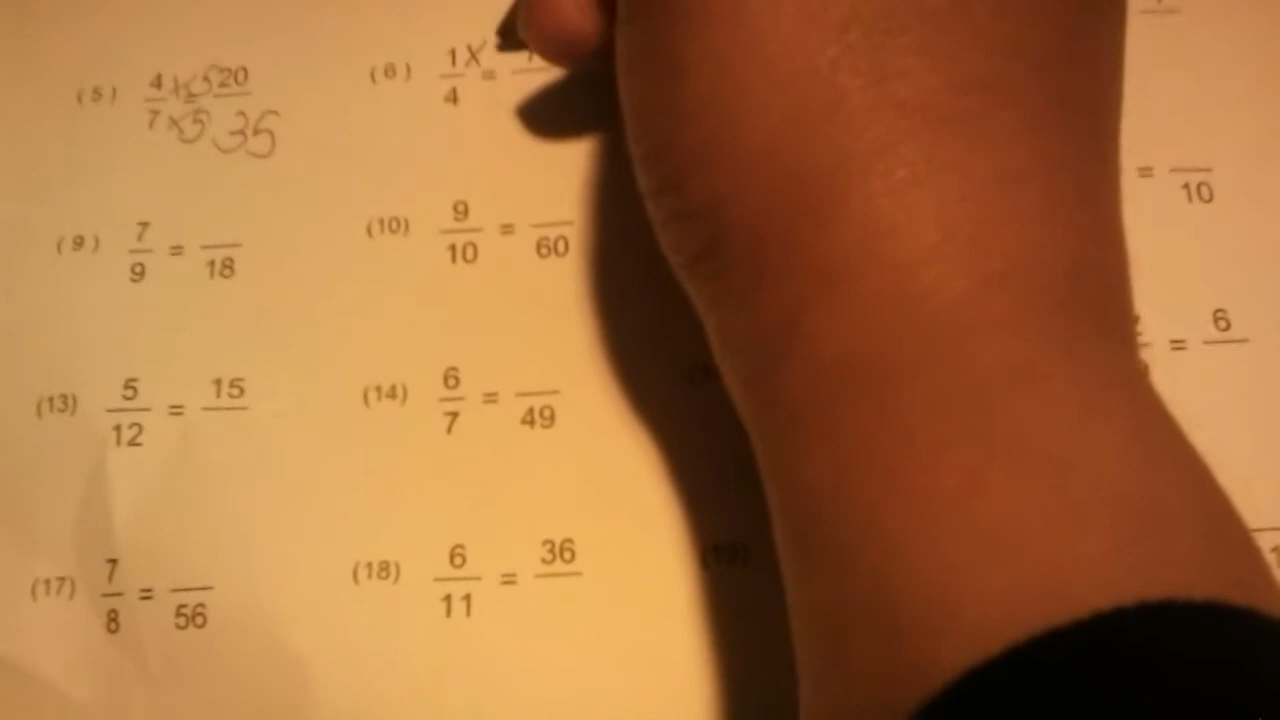 (5) 4/7 ×5 ×5 = 20/35
(6) 1/4 × =
= /10
(9) 7/9 = /18
(10) 9/10 = /60
= 6/
(13) 5/12 = 15/
(14) 6/7 = /49
(17) 7/8 = /56
(18) 6/11 = 36/
(19)